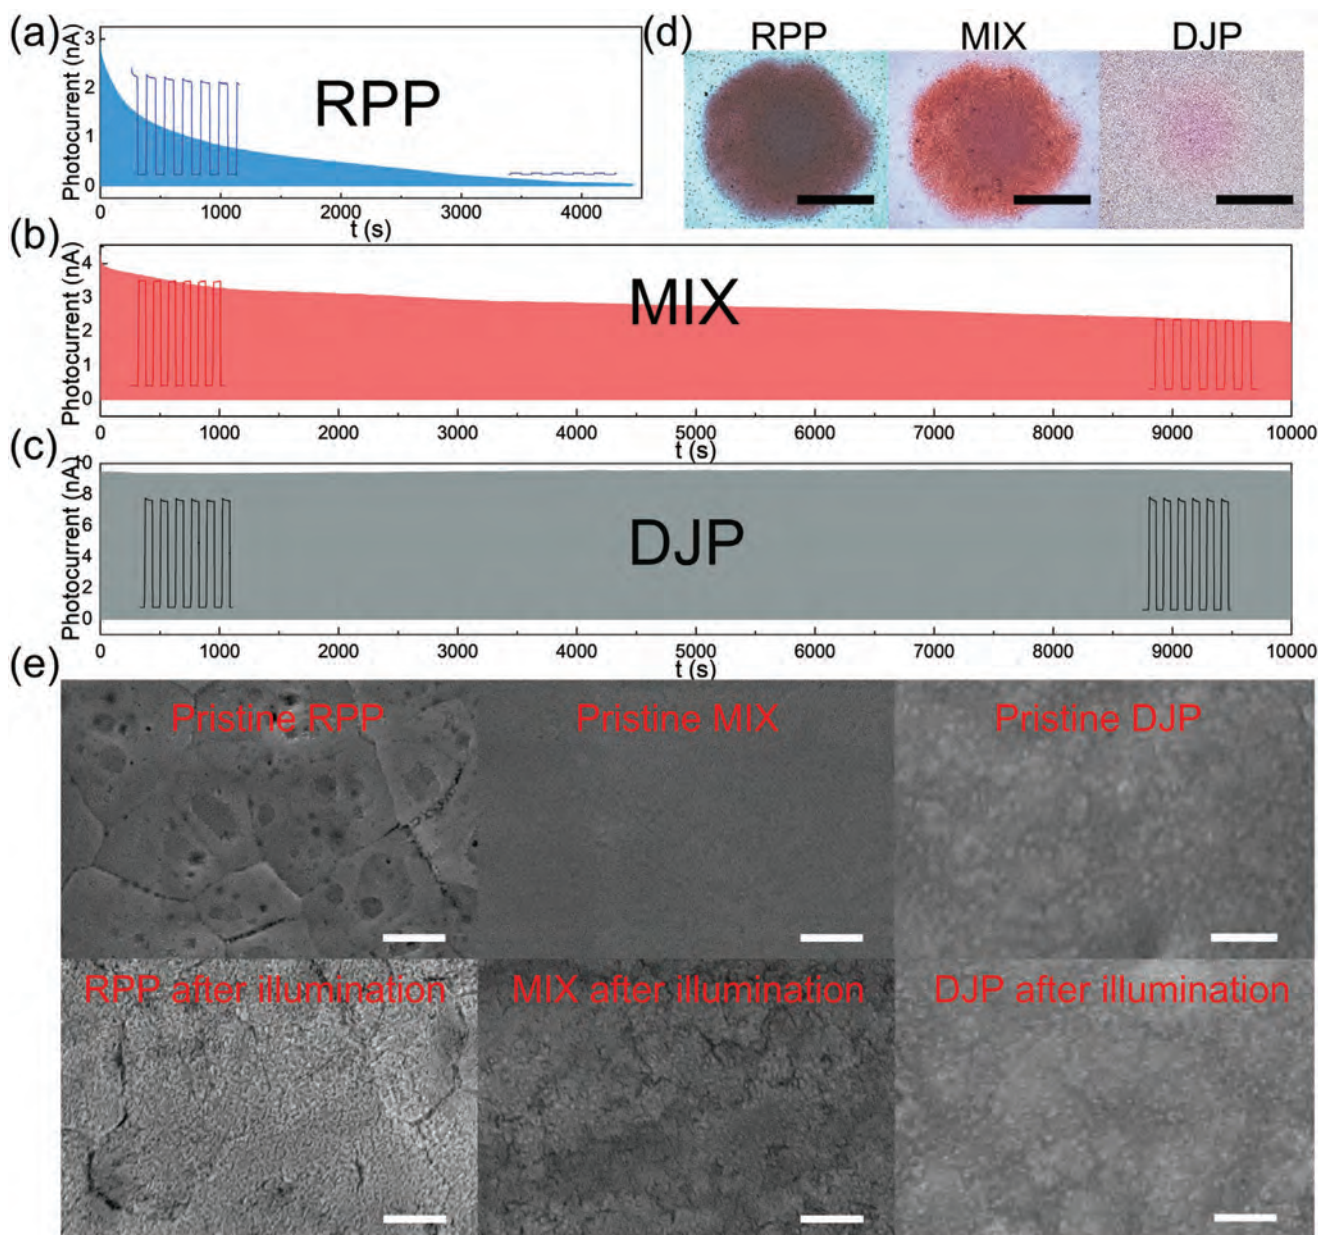 (a)
Photocurrent (nA)
3
2
1
0
RPP
0 1000 2000 3000 4000
t (s)
(d)
RPP MIX DJP
(b)
Photocurrent (nA)
4
3
2
1
0
MIX
0 1000 2000 3000 4000 5000 6000 7000 8000 9000 10000
t (s)
(c)
Photocurrent (nA)
10
8
6
4
2
0
DJP
0 1000 2000 3000 4000 5000 6000 7000 8000 9000 10000
t (s)
(e)
Pristine RPP Pristine MIX Pristine DJP
RPP after illumination MIX after illumination DJP after illumination